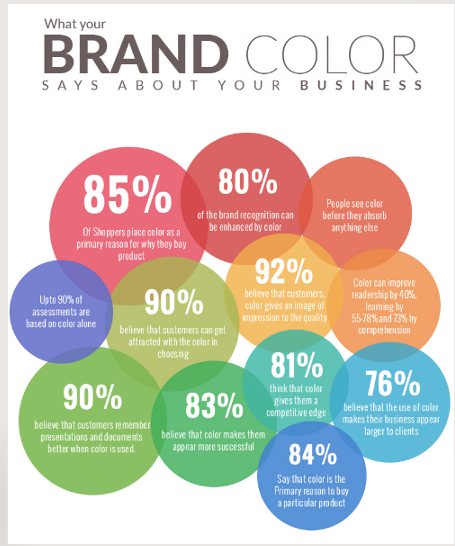 What your
BRAND COLOR
SAYS ABOUT YOUR BUSINESS
85%
Of Shoppers place color as a
primary reason for why they buy
product
80%
of the brand recognition can
be enhanced by color
People see color
before they absorb
anything else
Upto 90% of
assessments are
based on color alone
90%
believe that customers can get
attracted with the color in
choosing
92%
believe that customers,
color gives an image of
impression to the quality
Color can improve
readership by 40%,
learning by
55-78% and 73% by
comprehension
90%
believe that customers remember
presentations and documents
better when color is used.
83%
believe that color makes them
appear more successful
81%
think that color
gives them a
competitive edge
76%
believe that the use of color
makes their business appear
larger to clients
84%
Say that color is the
Primary reason to buy
a particular product